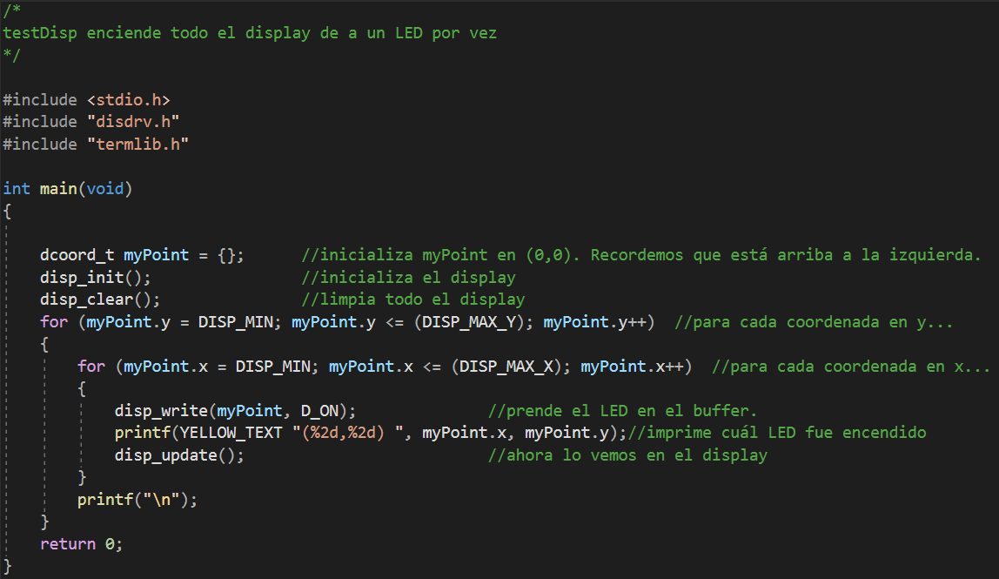 /*
testDisp enciende todo el display de a un LED por vez
*/
#include <stdio.h>
#include "disdrv.h"
#include "termlib.h"
int main(void)
{
dcoord_t myPoint = {}; //inicializa myPoint en (0,0). Recordemos que está arriba a la izquierda.
disp_init(); //inicializa el display
disp_clear(); //limpia todo el display
for (myPoint.y = DISP_MIN; myPoint.y <= (DISP_MAX_Y); myPoint.y++) //para cada coordenada en y...
{
for (myPoint.x = DISP_MIN; myPoint.x <= (DISP_MAX_X); myPoint.x++) //para cada coordenada en x...
{
disp_write(myPoint, D_ON); //prende el LED en el buffer.
printf(YELLOW_TEXT "(%2d,%2d) ", myPoint.x, myPoint.y);//imprime cuál LED fue encendido
disp_update(); //ahora lo vemos en el display
}
printf("\n");
}
return 0;
}